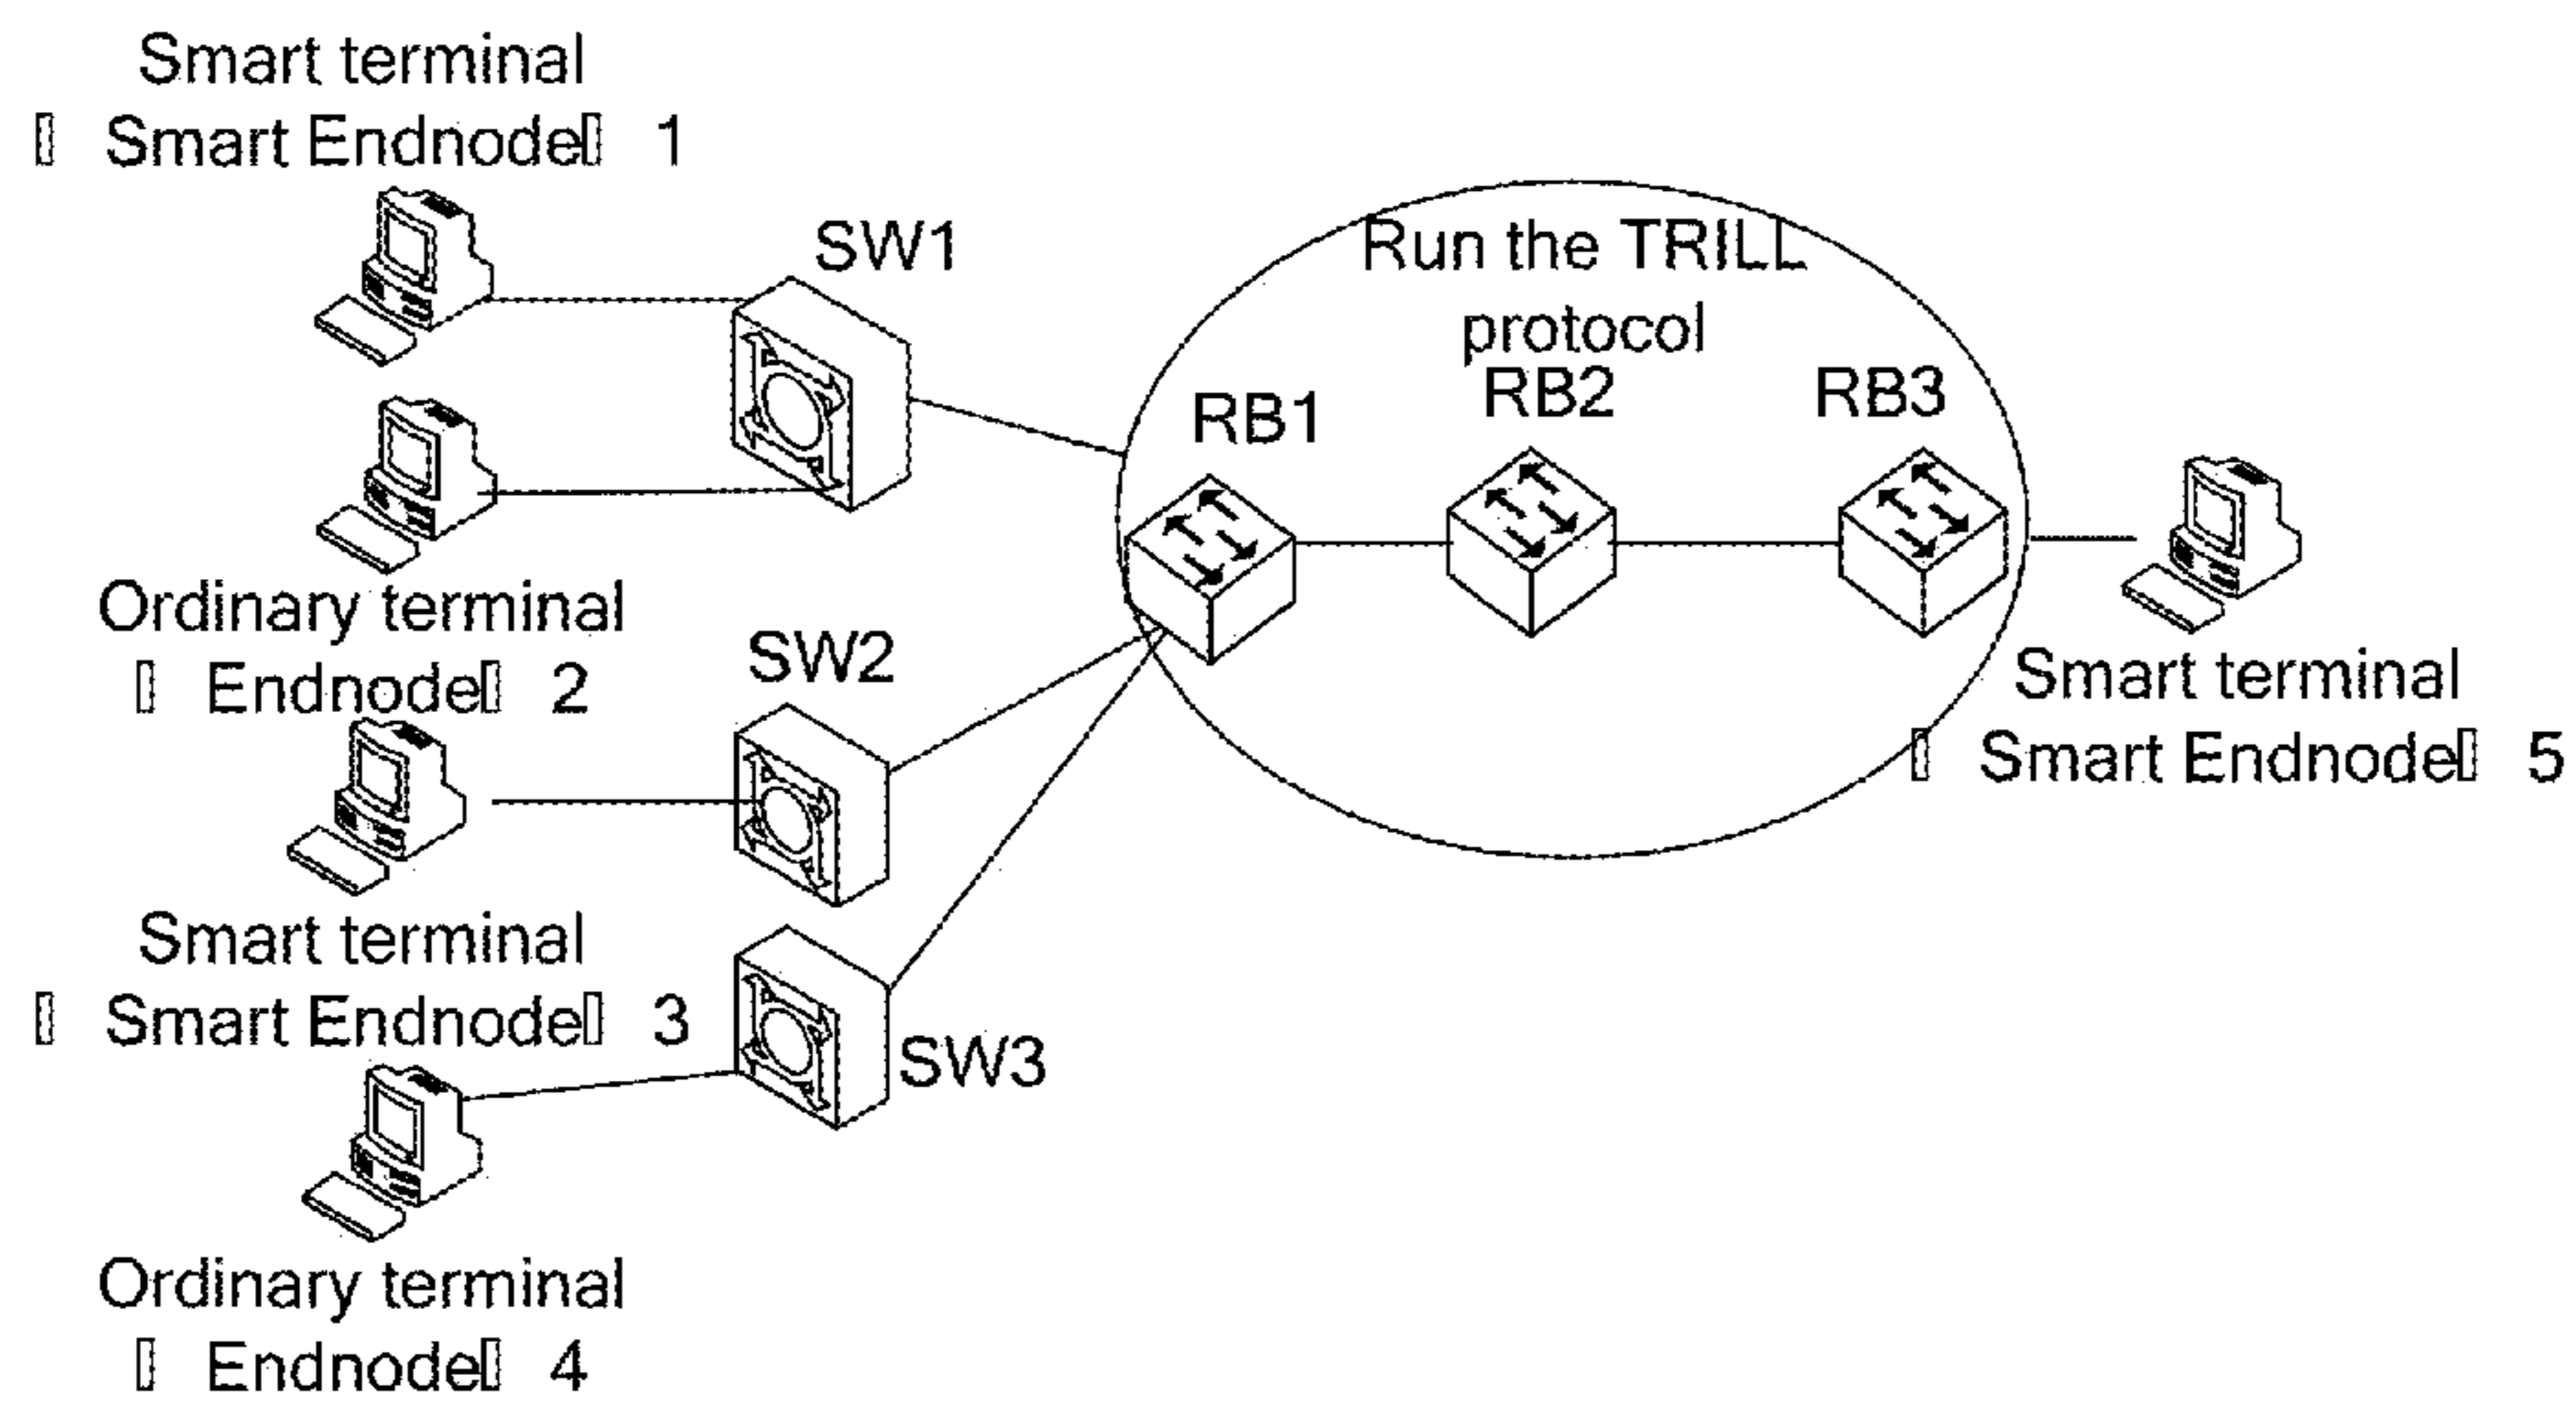 Smart terminal
▯ Smart Endnode▯ 1
SW1
Run the TRILL
protocol
RB1
RB2
RB3
Ordinary terminal
▯ Endnode▯ 2
SW2
Smart terminal
▯ Smart Endnode▯ 5
Smart terminal
▯ Smart Endnode▯ 3
SW3
Ordinary terminal
▯ Endnode▯ 4